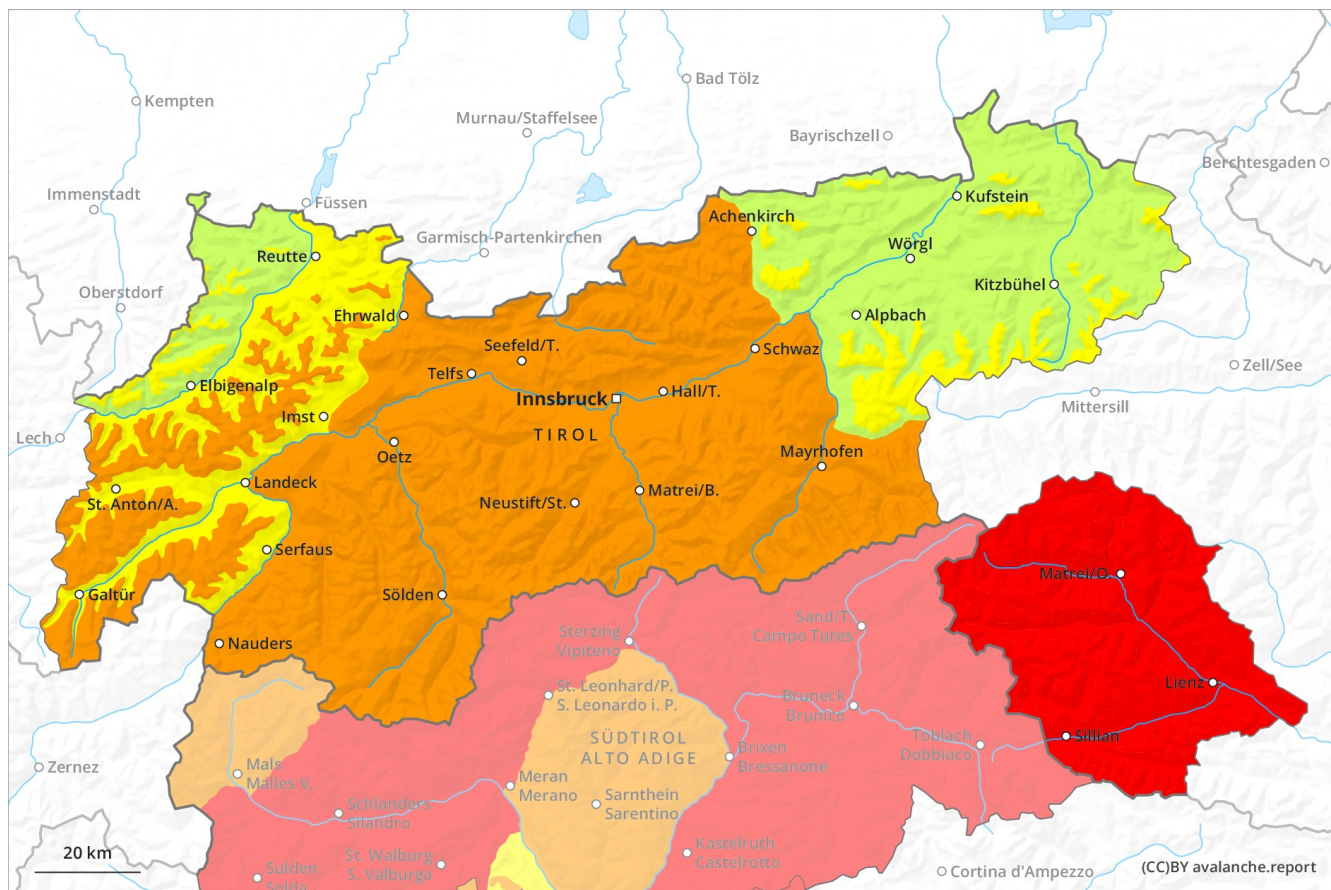 Kempten
Bad Tölz
Murnau/Staffelsee
Bayrischzell
Berchtesgaden
Immenstadt
Füssen
Kufstein
Achenkirch
Garmisch-Partenkirchen
Reutte
Wörgl
Kitzbühel
Oberstdorf
Ehrwald
Alpbach
Seefeld/T.
Schwaz
Zell/See
Telfs
Elbigenalp
Innsbruck
Hall/T.
Mittersill
Imst
TIROL
Lech
Oetz
Mayrhofen
Landeck
Matrei/B.
St. Anton/A.
Neustift/St.
Serfaus
Matrei/O.
Galtür
Sölden
Sand/T.
Campo Tures
Sterzing
Vipiteno
Nauders
Lienz
St. Leonhard/P.
S. Leonardo i. P.
Bruneck
Brunico
SÜDTIROL
ALTO ADIGE
Toblach
Dobbiaco
Sillian
Brixen
Bressanone
Zernez
Mals
Málles V.
Meran
Merano
Sarnthein
Sarentino
Schlanders
Silandro
Kastelruth
Castelrotto
20 km
St. Walburg
S. Valburga
Sulden
Solda
Cortina d'Ampezzo
(CC)BY avalanche.report